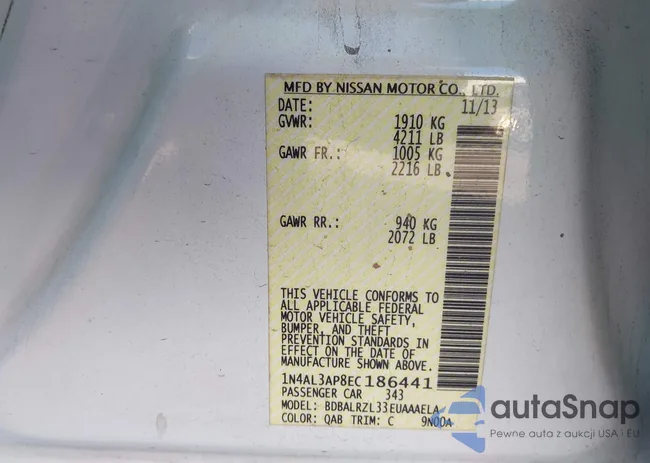 MFD BY NISSAN MOTOR CO., LTD.
DATE: 11/13
GVWR: 1910 KG
4211 LB
GAWR FR.: 1005 KG
2216 LB
GAWR RR.: 940 KG
2072 LB
THIS VEHICLE CONFORMS TO
ALL APPLICABLE FEDERAL
MOTOR VEHICLE SAFETY,
BUMPER, AND THEFT
PREVENTION STANDARDS IN
EFFECT ON THE DATE OF
MANUFACTURE SHOWN ABOVE.
1N4AL3AP8EC186441
PASSENGER CAR 343
MODEL: BDBALRZL33EUAAAELA
COLOR: QAB TRIM: C 9N00A
autaSnap
Pewne auta z aukcji USA i EU